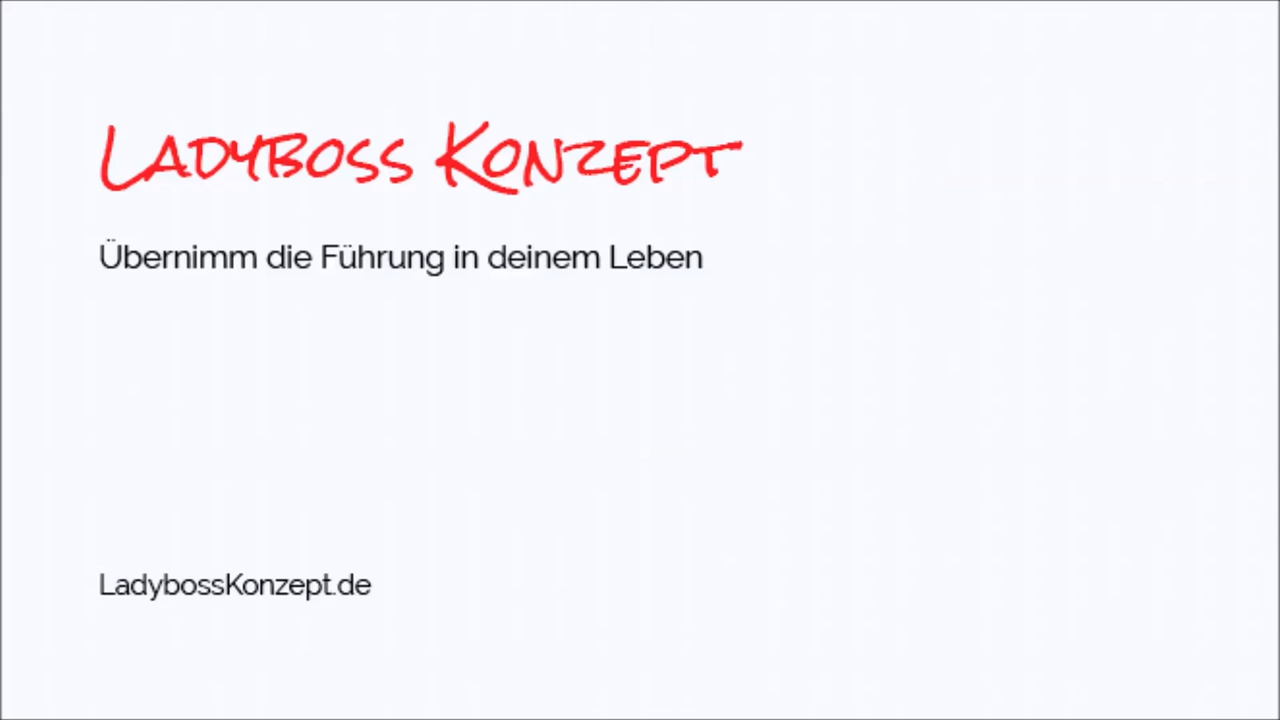 Ladyboss Konzept
Übernimm die Führung in deinem Leben
LadybossKonzept.de